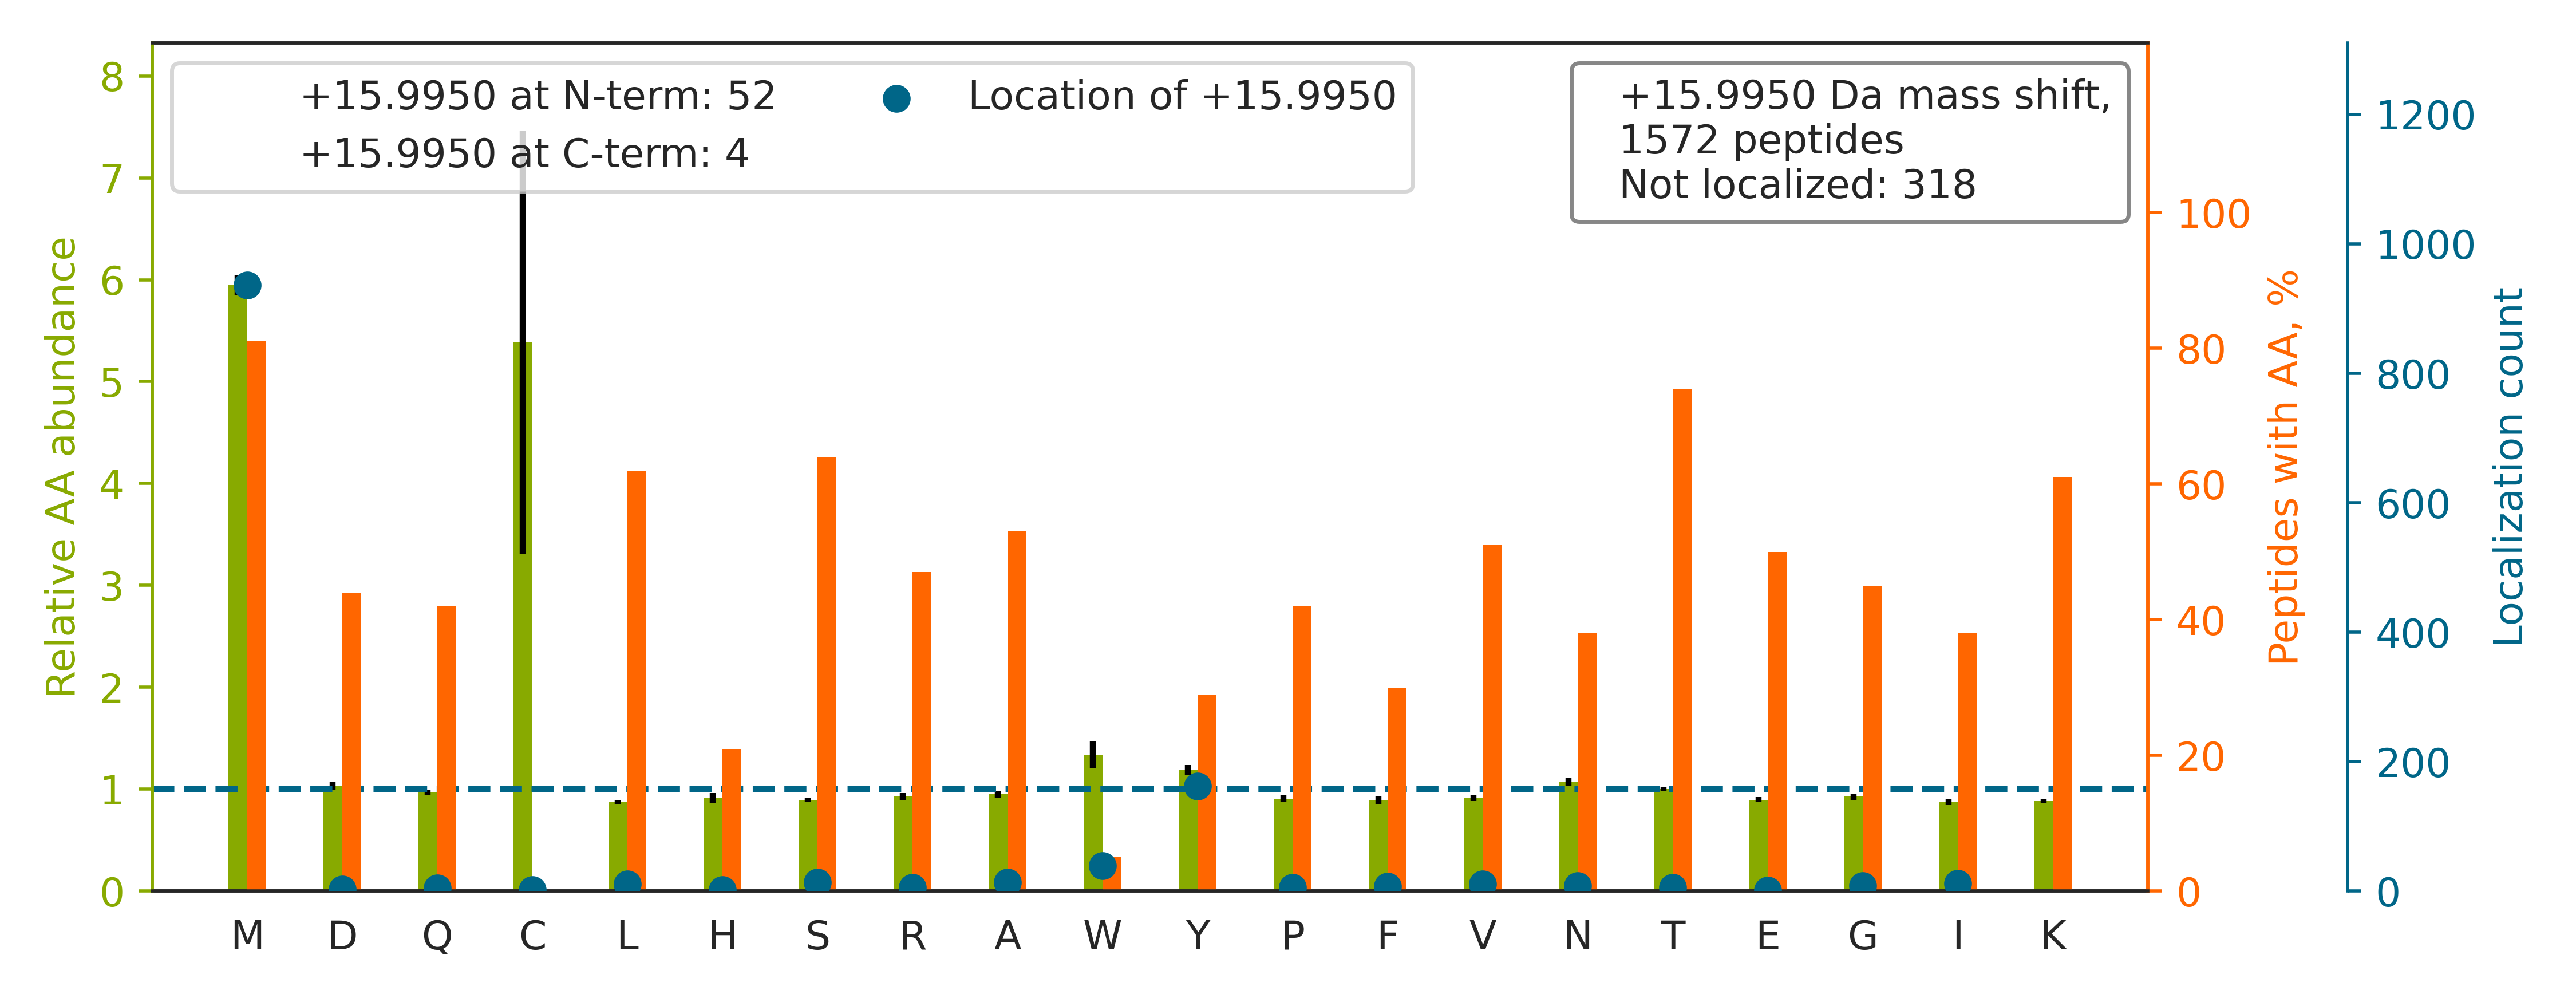 +15.9950 at N-term: 52
+15.9950 at C-term: 4
Location of +15.9950
+15.9950 Da mass shift,
1572 peptides
Not localized: 318
Relative AA abundance
8
7
6
5
4
3
2
1
0
M D Q C L H S R A W Y P F V N T E G I K
100
80
60
40
20
0
Peptides with AA, %
1200
1000
800
600
400
200
0
Localization count